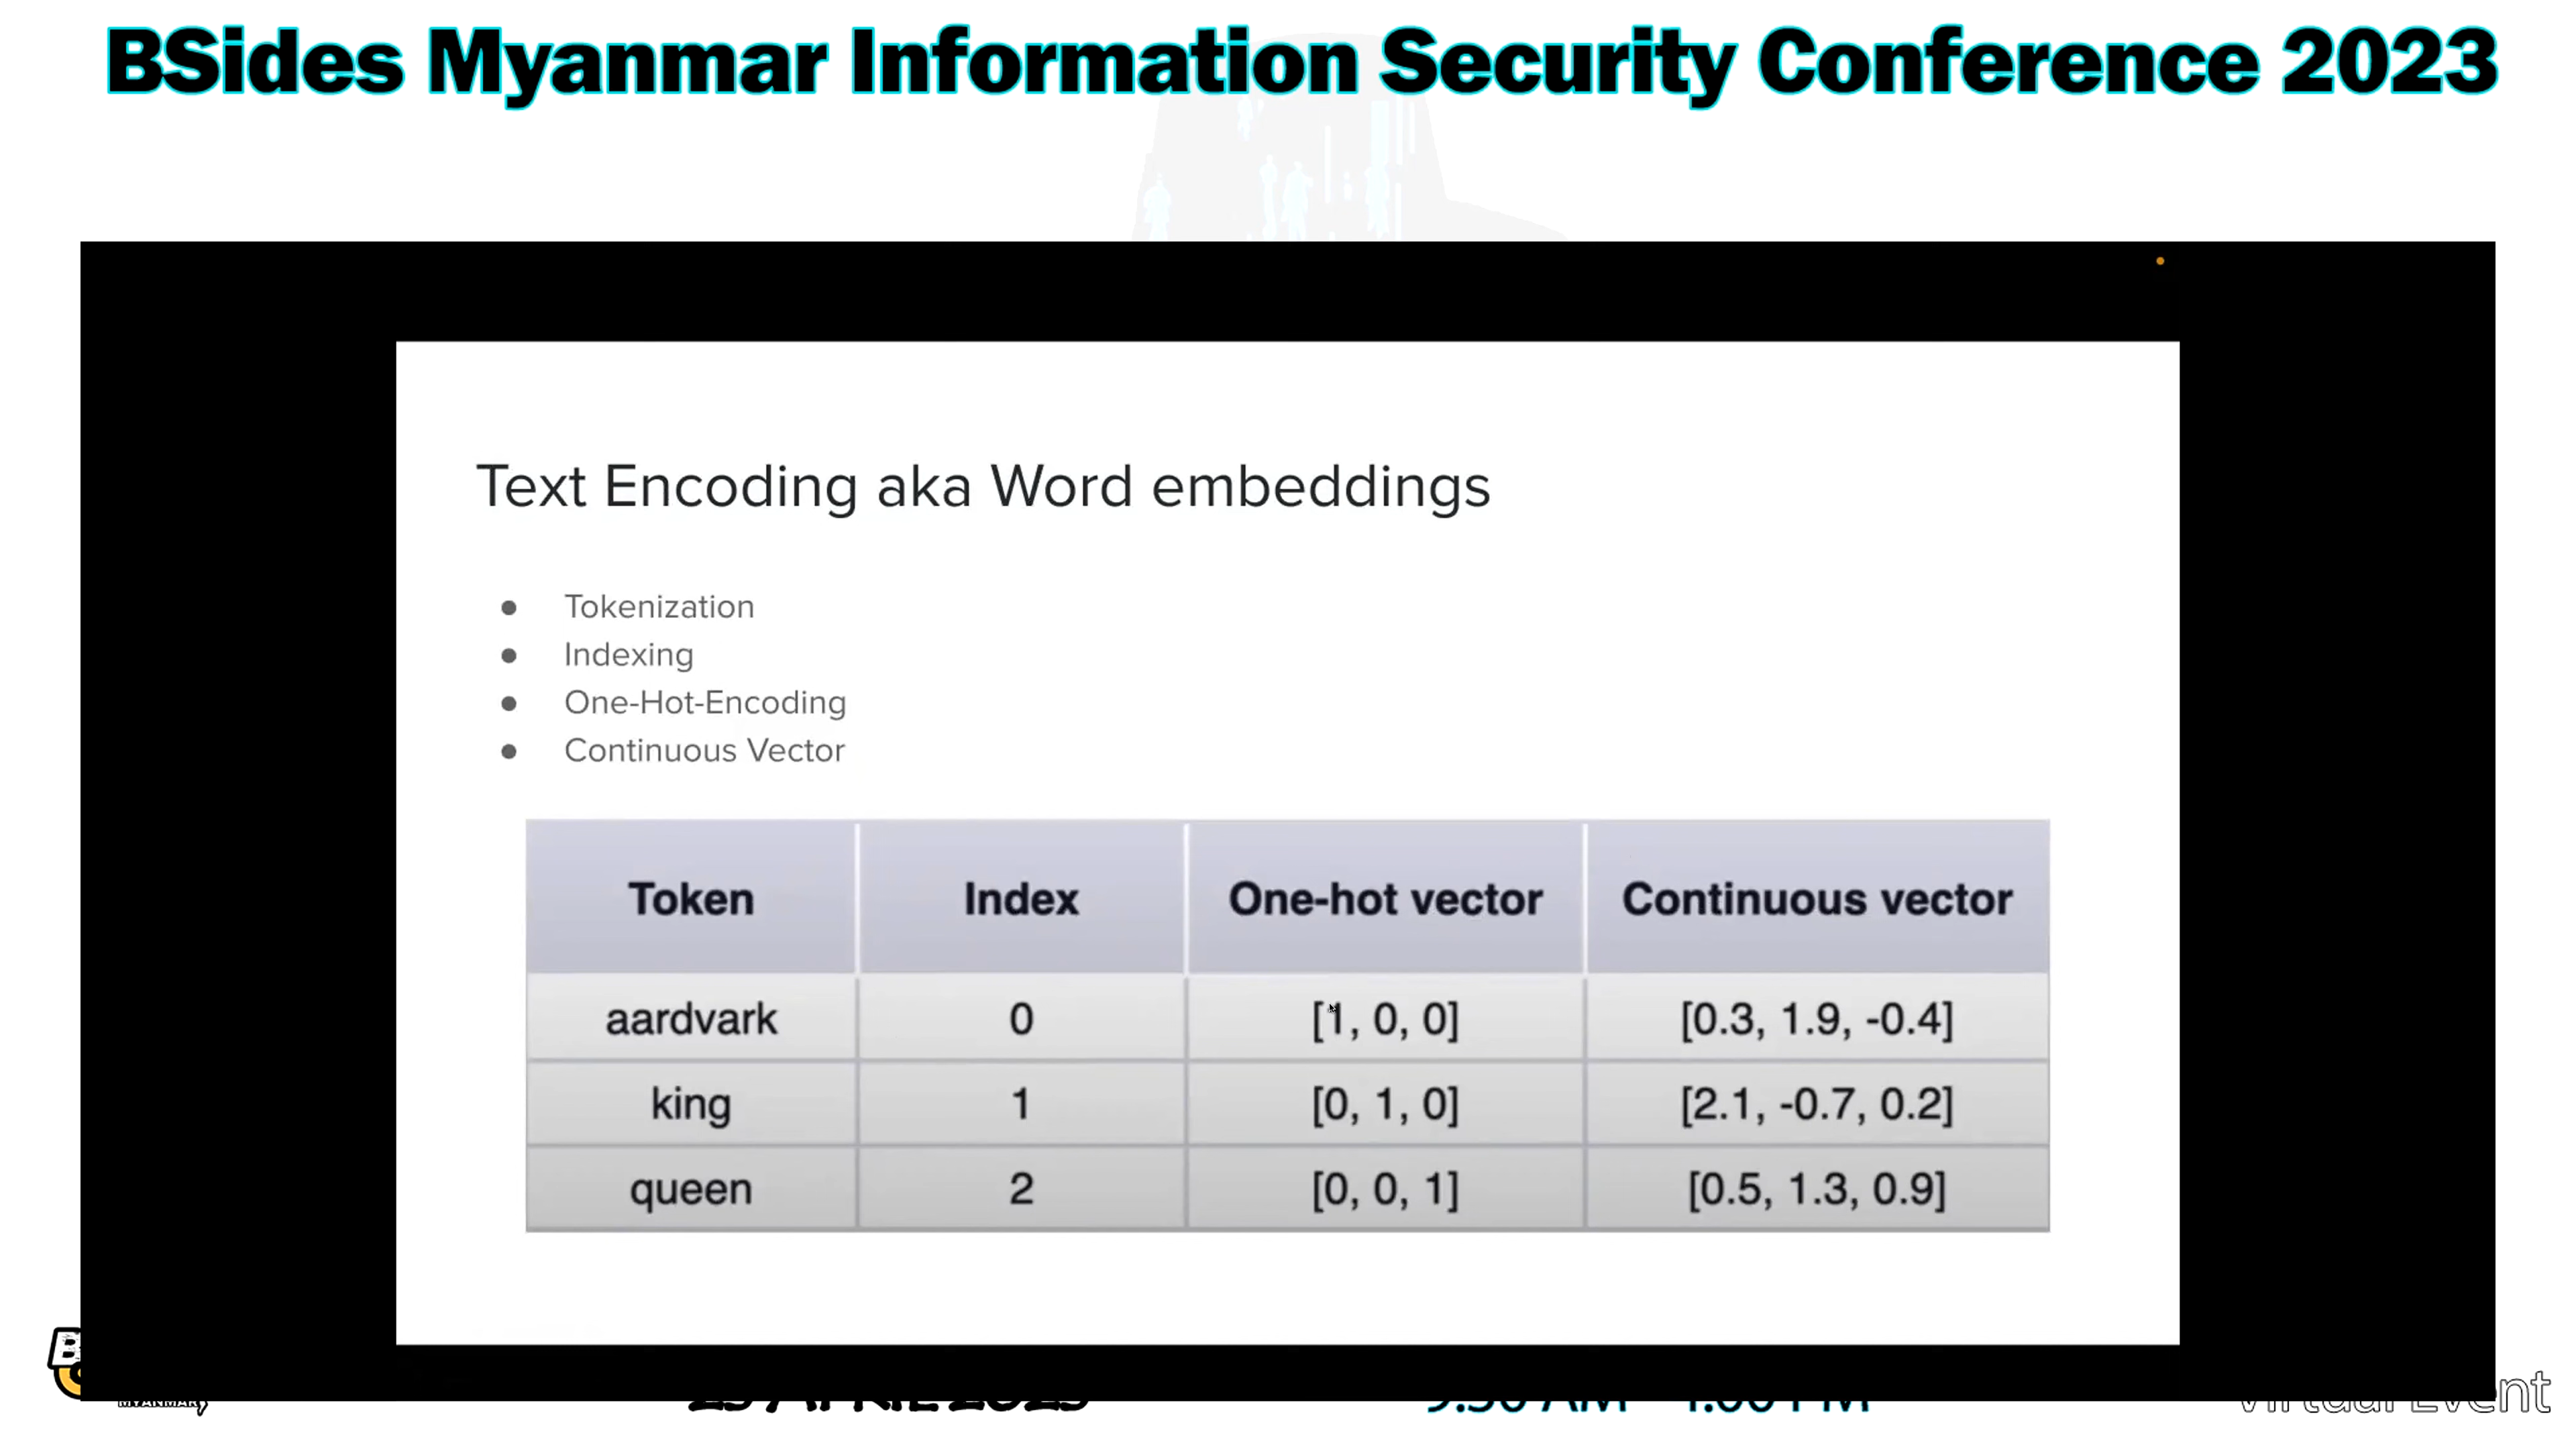 BSides Myanmar Information Security Conference 2023
Text Encoding aka Word embeddings
● Tokenization
● Indexing
● One-Hot-Encoding
● Continuous Vector
Token Index One-hot vector Continuous vector
aardvark 0 [1, 0, 0] [0.3, 1.9, -0.4]
king 1 [0, 1, 0] [2.1, -0.7, 0.2]
queen 2 [0, 0, 1] [0.5, 1.3, 0.9]
MYANMAR
Virtual Event